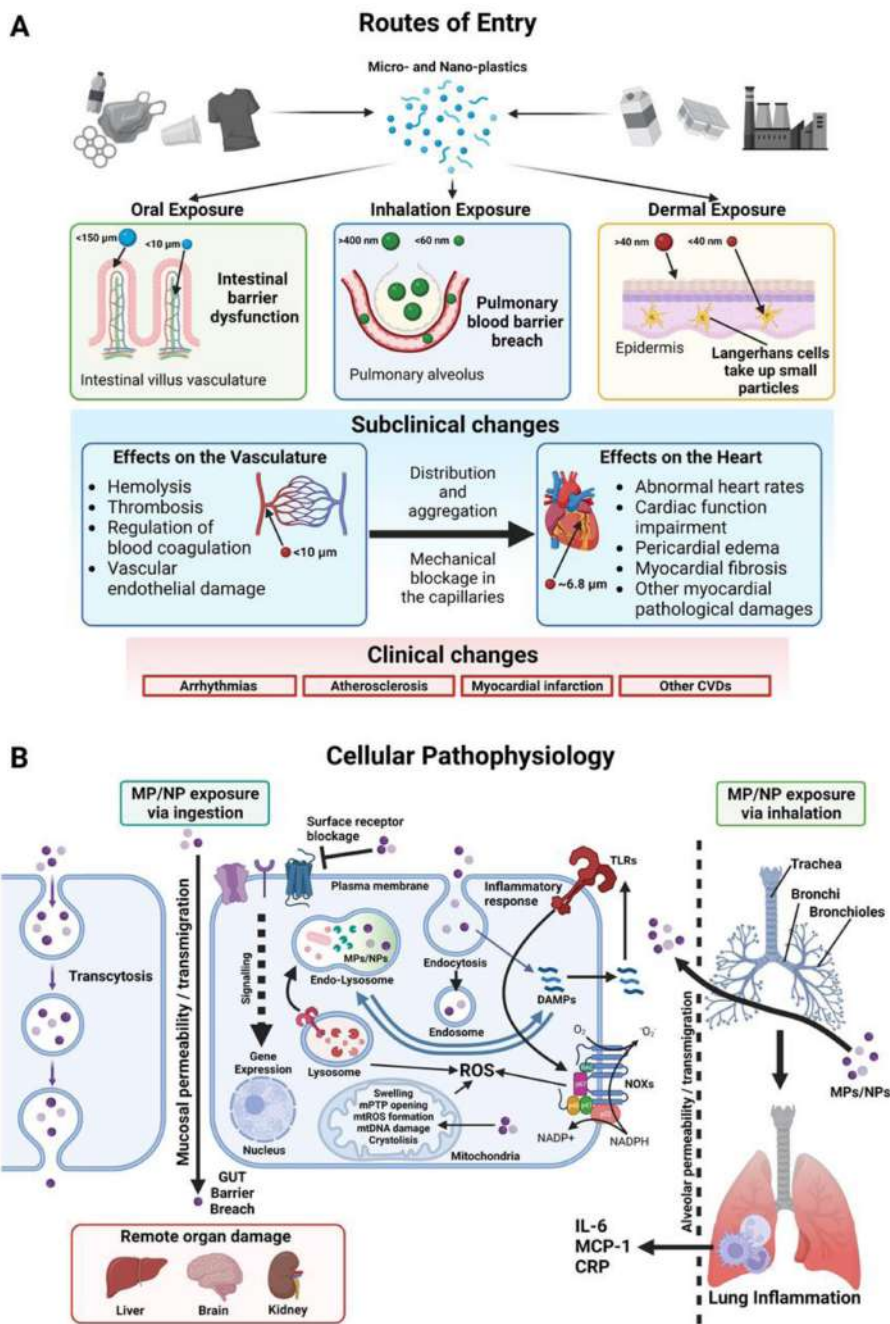 A
Routes of Entry
Micro- and Nano-plastics
Oral Exposure
<150 μm
<10 μm
Intestinal
barrier
dysfunction
Intestinal villus vasculature
Inhalation Exposure
>400 nm
<60 nm
Pulmonary
blood barrier
breach
Pulmonary alveolus
Dermal Exposure
>40 nm
<40 nm
Epidermis
Langerhans cells
take up small
particles
Subclinical changes
Effects on the Vasculature
• Hemolysis
• Thrombosis
• Regulation of
blood coagulation
• Vascular
endothelial damage
<10 μm
Distribution
and
aggregation
Mechanical
blockage in
the capillaries
Effects on the Heart
~6.8 μm
• Abnormal heart rates
• Cardiac function
impairment
• Pericardial edema
• Myocardial fibrosis
• Other myocardial
pathological damages
Clinical changes
Arrhythmias
Atherosclerosis
Myocardial infarction
Other CVDs
B
Cellular Pathophysiology
MP/NP exposure
via ingestion
Transcytosis
Mucosal permeability / transmigration
GUT
Barrier
Breach
Surface receptor
blockage
Plasma membrane
Signalling
Gene
Expression
Nucleus
MPs/NPs
Endo-Lysosome
Lysosome
Endocytosis
Endosome
Inflammatory
response
TLRs
DAMPs
ROS
O₂
⁻O₂⁻
NOXs
NADP+
NADPH
Swelling
mPTP opening
mtROS formation
mtDNA damage
Crystolisis
Mitochondria
MP/NP exposure
via inhalation
Trachea
Bronchi
Bronchioles
MPs/NPs
Alveolar permeability / transmigration
IL-6
MCP-1
CRP
Lung Inflammation
Remote organ damage
Liver
Brain
Kidney